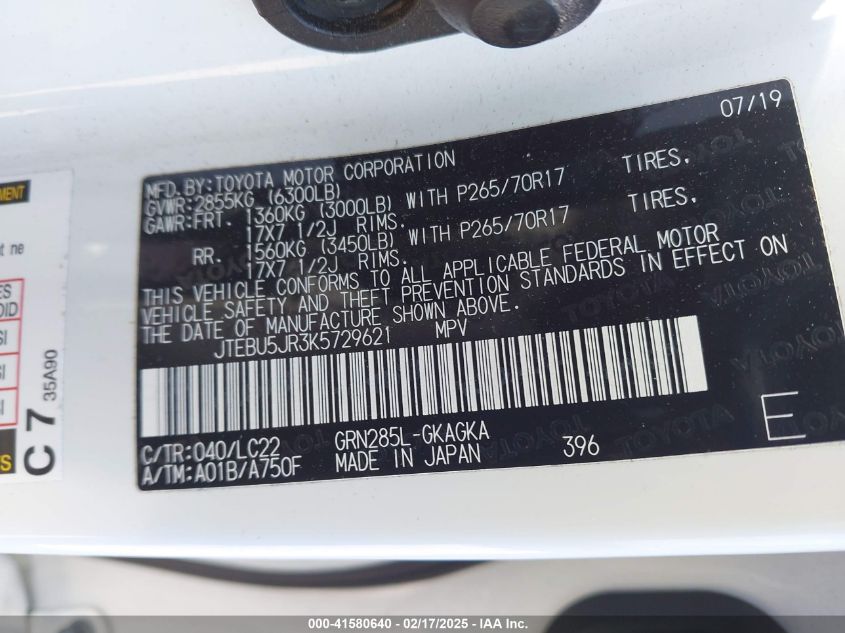 07/19
MFD. BY: TOYOTA MOTOR CORPORATION
GVWR: 2855KG (6300LB)
GAWR: FRT. 1360KG (3000LB) WITH P265/70R17 TIRES,
17X7 1/2J RIMS.
RR. 1560KG (3450LB) WITH P265/70R17 TIRES,
17X7 1/2J RIMS.
THIS VEHICLE CONFORMS TO ALL APPLICABLE FEDERAL MOTOR
VEHICLE SAFETY AND THEFT PREVENTION STANDARDS IN EFFECT ON
THE DATE OF MANUFACTURE SHOWN ABOVE.
JTEBU5JR3K5729621 MPV
C/TR: 040/LC22 GRN285L-GKAGKA
A/TM: A01B/A750F MADE IN JAPAN 396
E
C 7 35A90
000-41580640 - 02/17/2025 - IAA Inc.